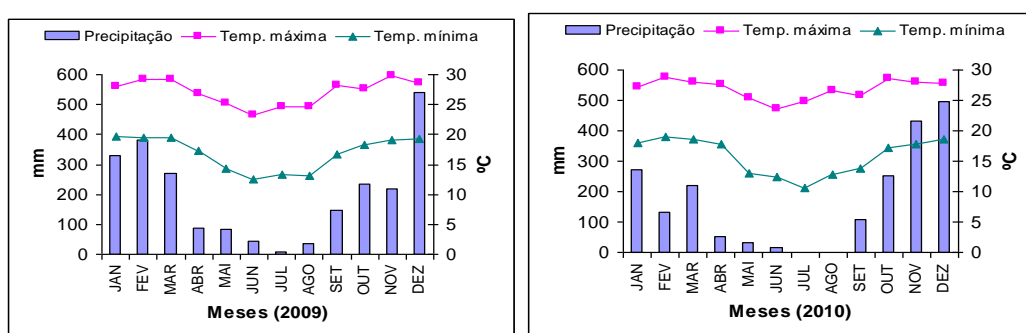 Precipitação Temp. máxima Temp. mínima
600 30
500 25
400 20
300 15
200 10
100 5
0 0
mm
ºC
JAN FEV MAR ABR MAI JUN JUL AGO SET OUT NOV DEZ
Meses (2009)
Precipitação Temp. máxima Temp. mínima
600 30
500 25
400 20
300 15
200 10
100 5
0 0
mm
ºC
JAN FEV MAR ABR MAI JUN JUL AGO SET OUT NOV DEZ
Meses (2010)